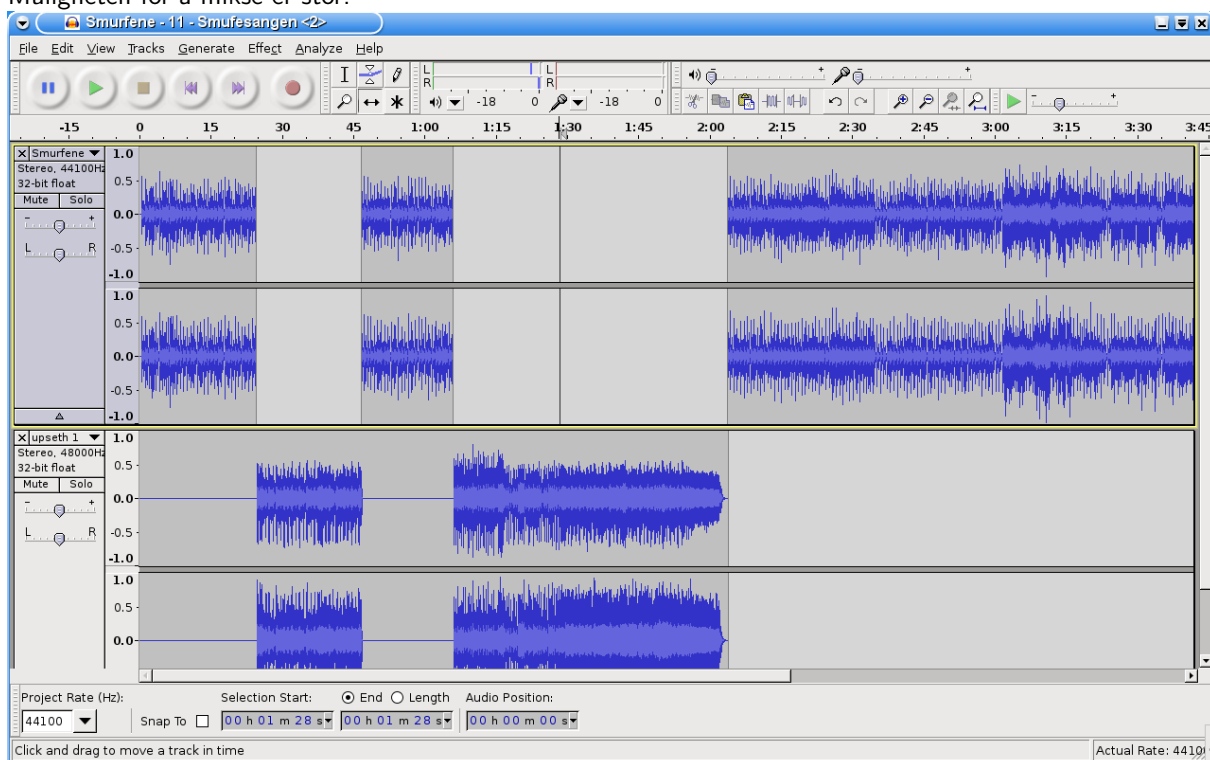 Muligheten for å mikse er stor!
Smurfene - 11 - Smufesangen <2>
File Edit View Tracks Generate Effect Analyze Help
L
R
L
R
-18 0 -18 0
-15 0 15 30 45 1:00 1:15 1:30 1:45 2:00 2:15 2:30 2:45 3:00 3:15 3:30 3:45
X Smurfene
Stereo, 44100Hz
32-bit float
Mute Solo
- +
L R
1.0
0.5
0.0
-0.5
-1.0
1.0
0.5
0.0
-0.5
-1.0
X upseth 1
Stereo, 48000Hz
32-bit float
Mute Solo
- +
L R
1.0
0.5
0.0
-0.5
-1.0
1.0
0.5
0.0
Project Rate (Hz): Selection Start: End Length Audio Position:
44100 Snap To 00 h 01 m 28 s 00 h 01 m 28 s 00 h 00 m 00 s
Click and drag to move a track in time Actual Rate: 4410